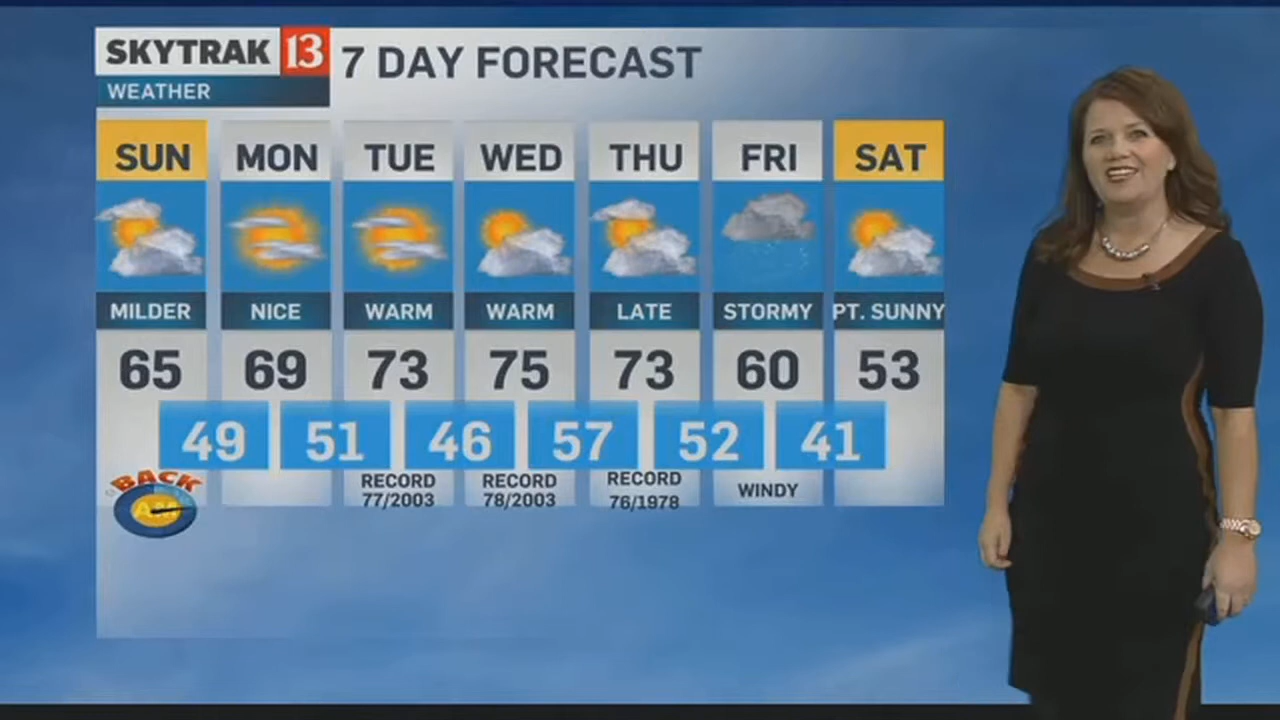 SKYTRAK 13
WEATHER
7 DAY FORECAST
SUN MON TUE WED THU FRI SAT
MILDER NICE WARM WARM LATE STORMY PT. SUNNY
65 69 73 75 73 60 53
49 51 46 57 52 41
BACK
AM
RECORD RECORD RECORD
77/2003 78/2003 76/1978
WINDY